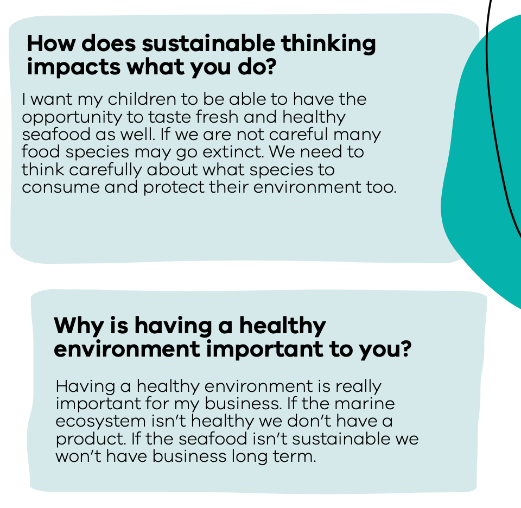 How does sustainable thinking
impacts what you do?
I want my children to be able to have the
opportunity to taste fresh and healthy
seafood as well. If we are not careful many
food species may go extinct. We need to
think carefully about what species to
consume and protect their environment too.
Why is having a healthy
environment important to you?
Having a healthy environment is really
important for my business. If the marine
ecosystem isn't healthy we don't have a
product. If the seafood isn't sustainable we
won't have business long term.